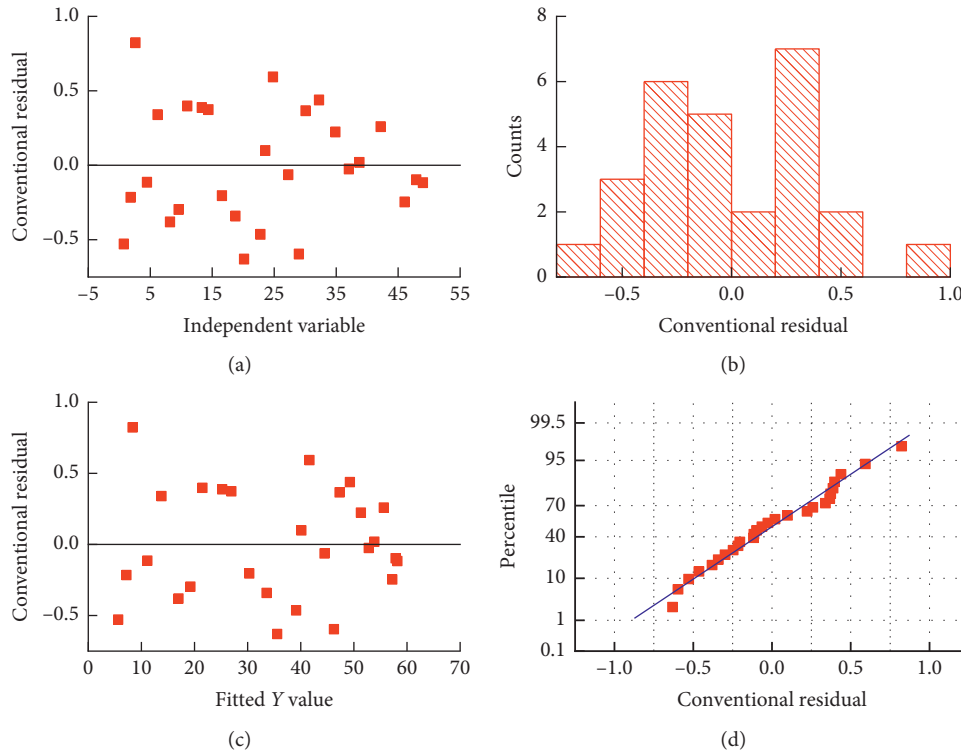 1.0
0.5
0.0
−0.5
Conventional residual
−5 5 15 25 35 45 55
Independent variable
(a)
8
6
4
2
0
Counts
−0.5 0.0 0.5 1.0
Conventional residual
(b)
1.0
0.5
0.0
−0.5
Conventional residual
0 10 20 30 40 50 60 70
Fitted Y value
(c)
99.5
95
70
40
10
1
0.1
Percentile
−1.0 −0.5 0.0 0.5 1.0
Conventional residual
(d)